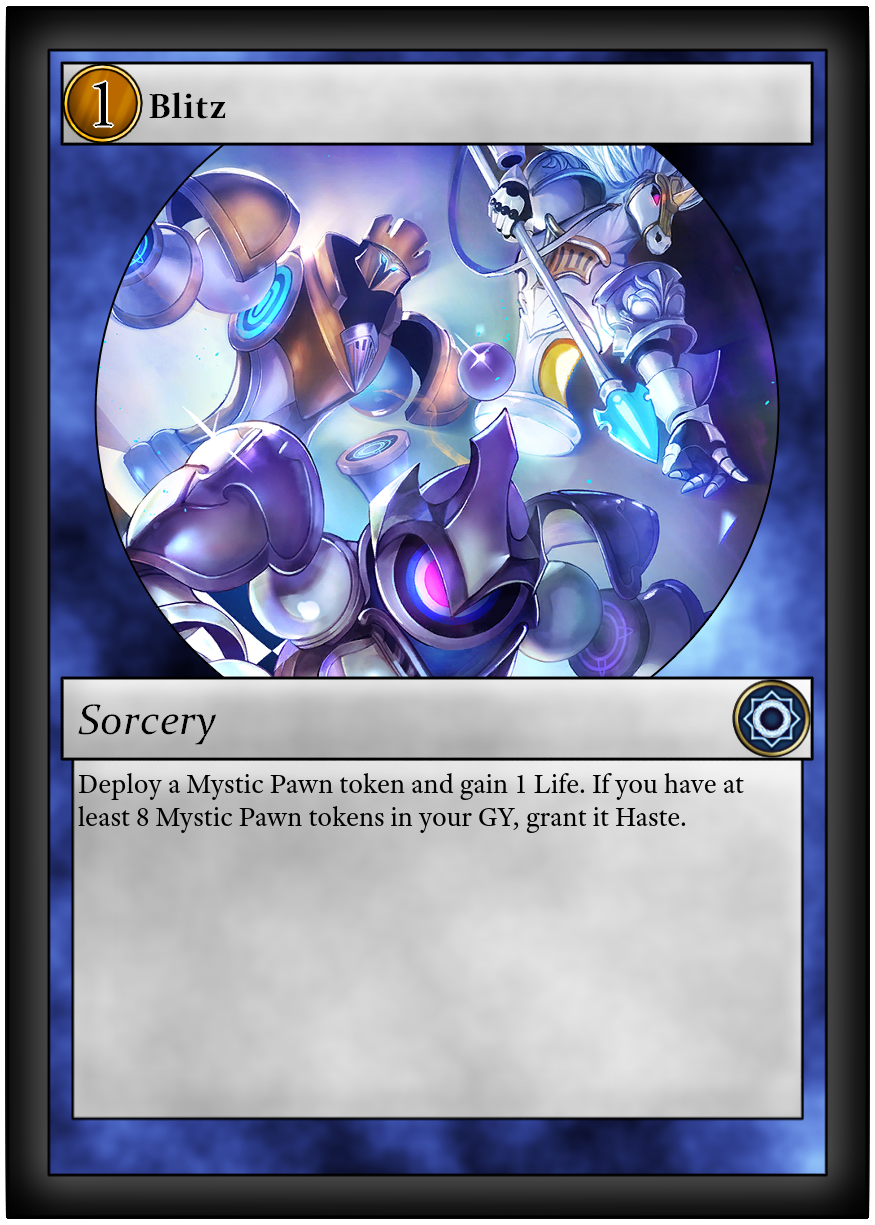 1 Blitz
Sorcery
Deploy a Mystic Pawn token and gain 1 Life. If you have at
least 8 Mystic Pawn tokens in your GY, grant it Haste.